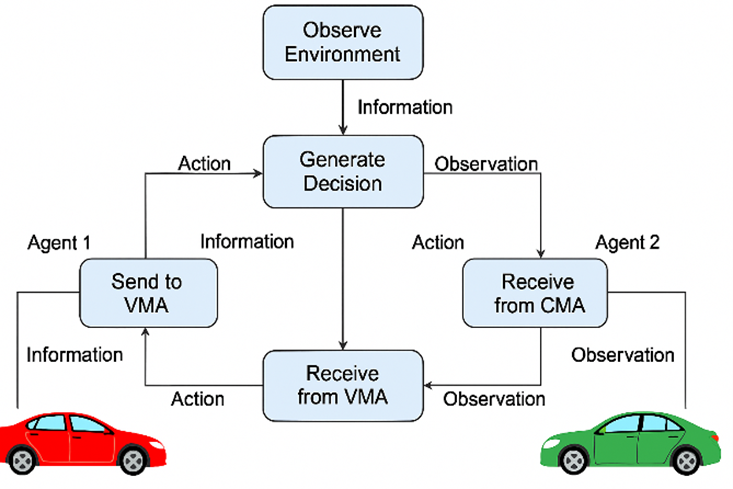 Observe
Environment
Information
Generate
Decision
Action
Observation
Agent 1
Information
Action
Agent 2
Send to
VMA
Receive
from CMA
Information
Observation
Receive
from VMA
Action
Observation